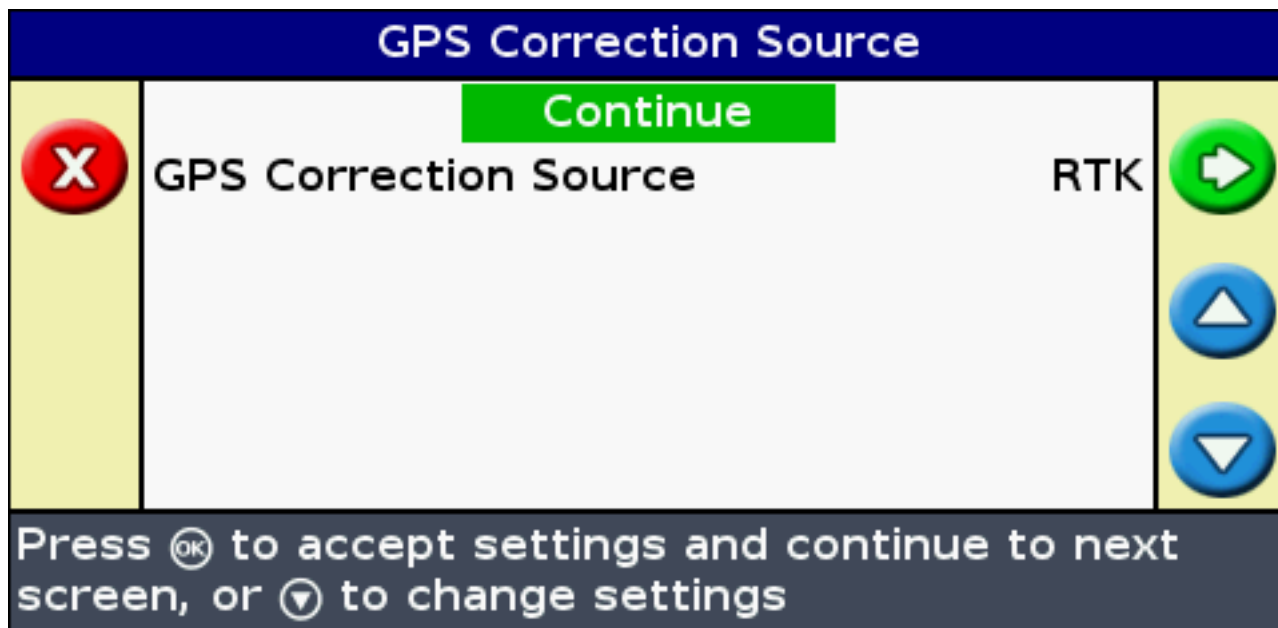 GPS Correction Source
Continue
GPS Correction Source RTK
Press OK to accept settings and continue to next
screen, or to change settings